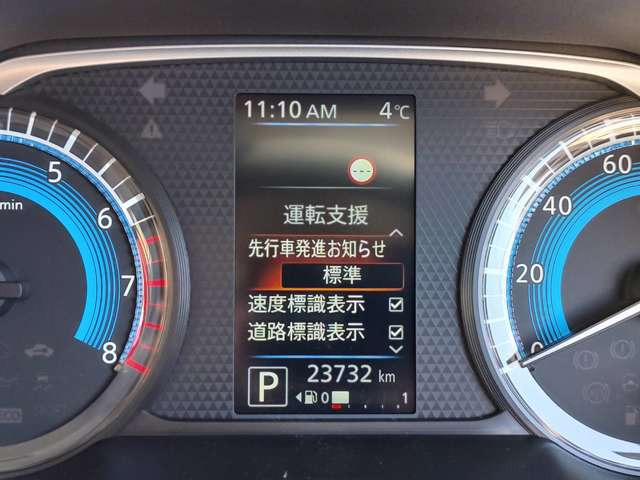 11:10 AM 4℃
---
運転支援
先行車発進お知らせ
標準
速度標識表示
道路標識表示
P 23732 km
0 1
5
/min
6
7
8
60
40
20
0